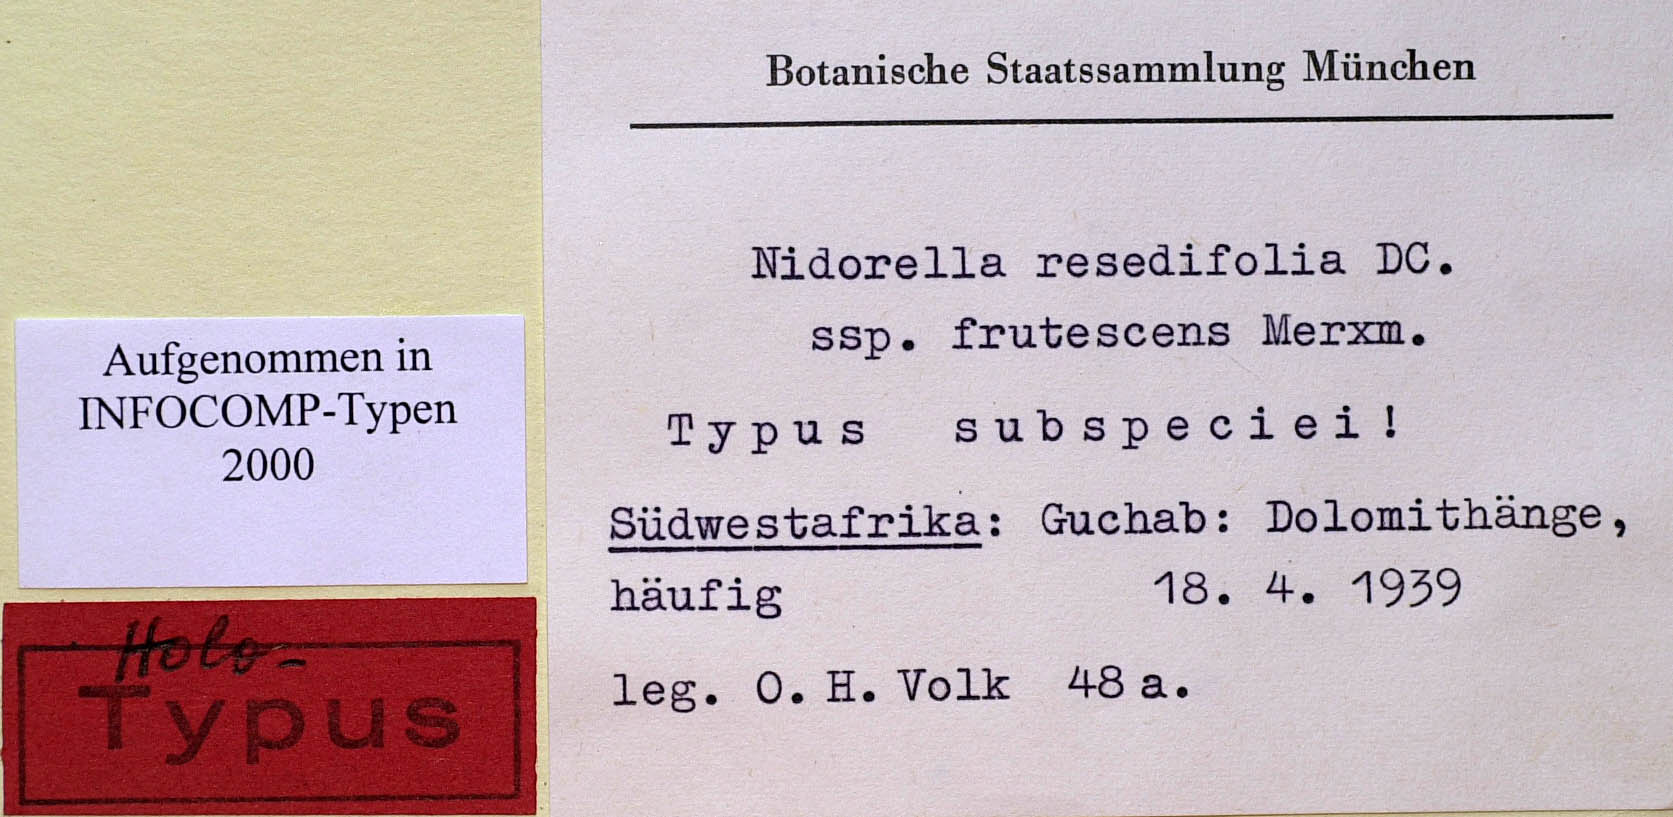 Botanische Staatssammlung München
Nidorella resedifolia DC.
ssp. frutescens Merxm.
Typus subspeciei!
Südwestafrika: Guchab: Dolomithänge,
häufig 18. 4. 1939
leg. O. H. Volk 48 a.
Aufgenommen in
INFOCOMP-Typen
2000
Holo-
Typus